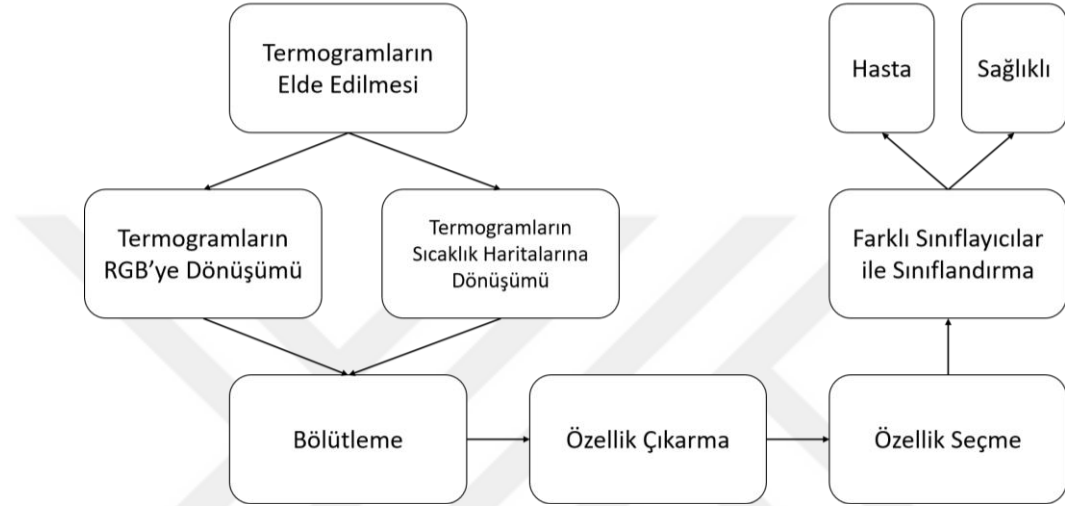 Termogramların
Elde Edilmesi
Hasta
Sağlıklı
Termogramların
RGB'ye Dönüşümü
Termogramların
Sıcaklık Haritalarına
Dönüşümü
Farklı Sınıflayıcılar
ile Sınıflandırma
Bölütleme
Özellik Çıkarma
Özellik Seçme